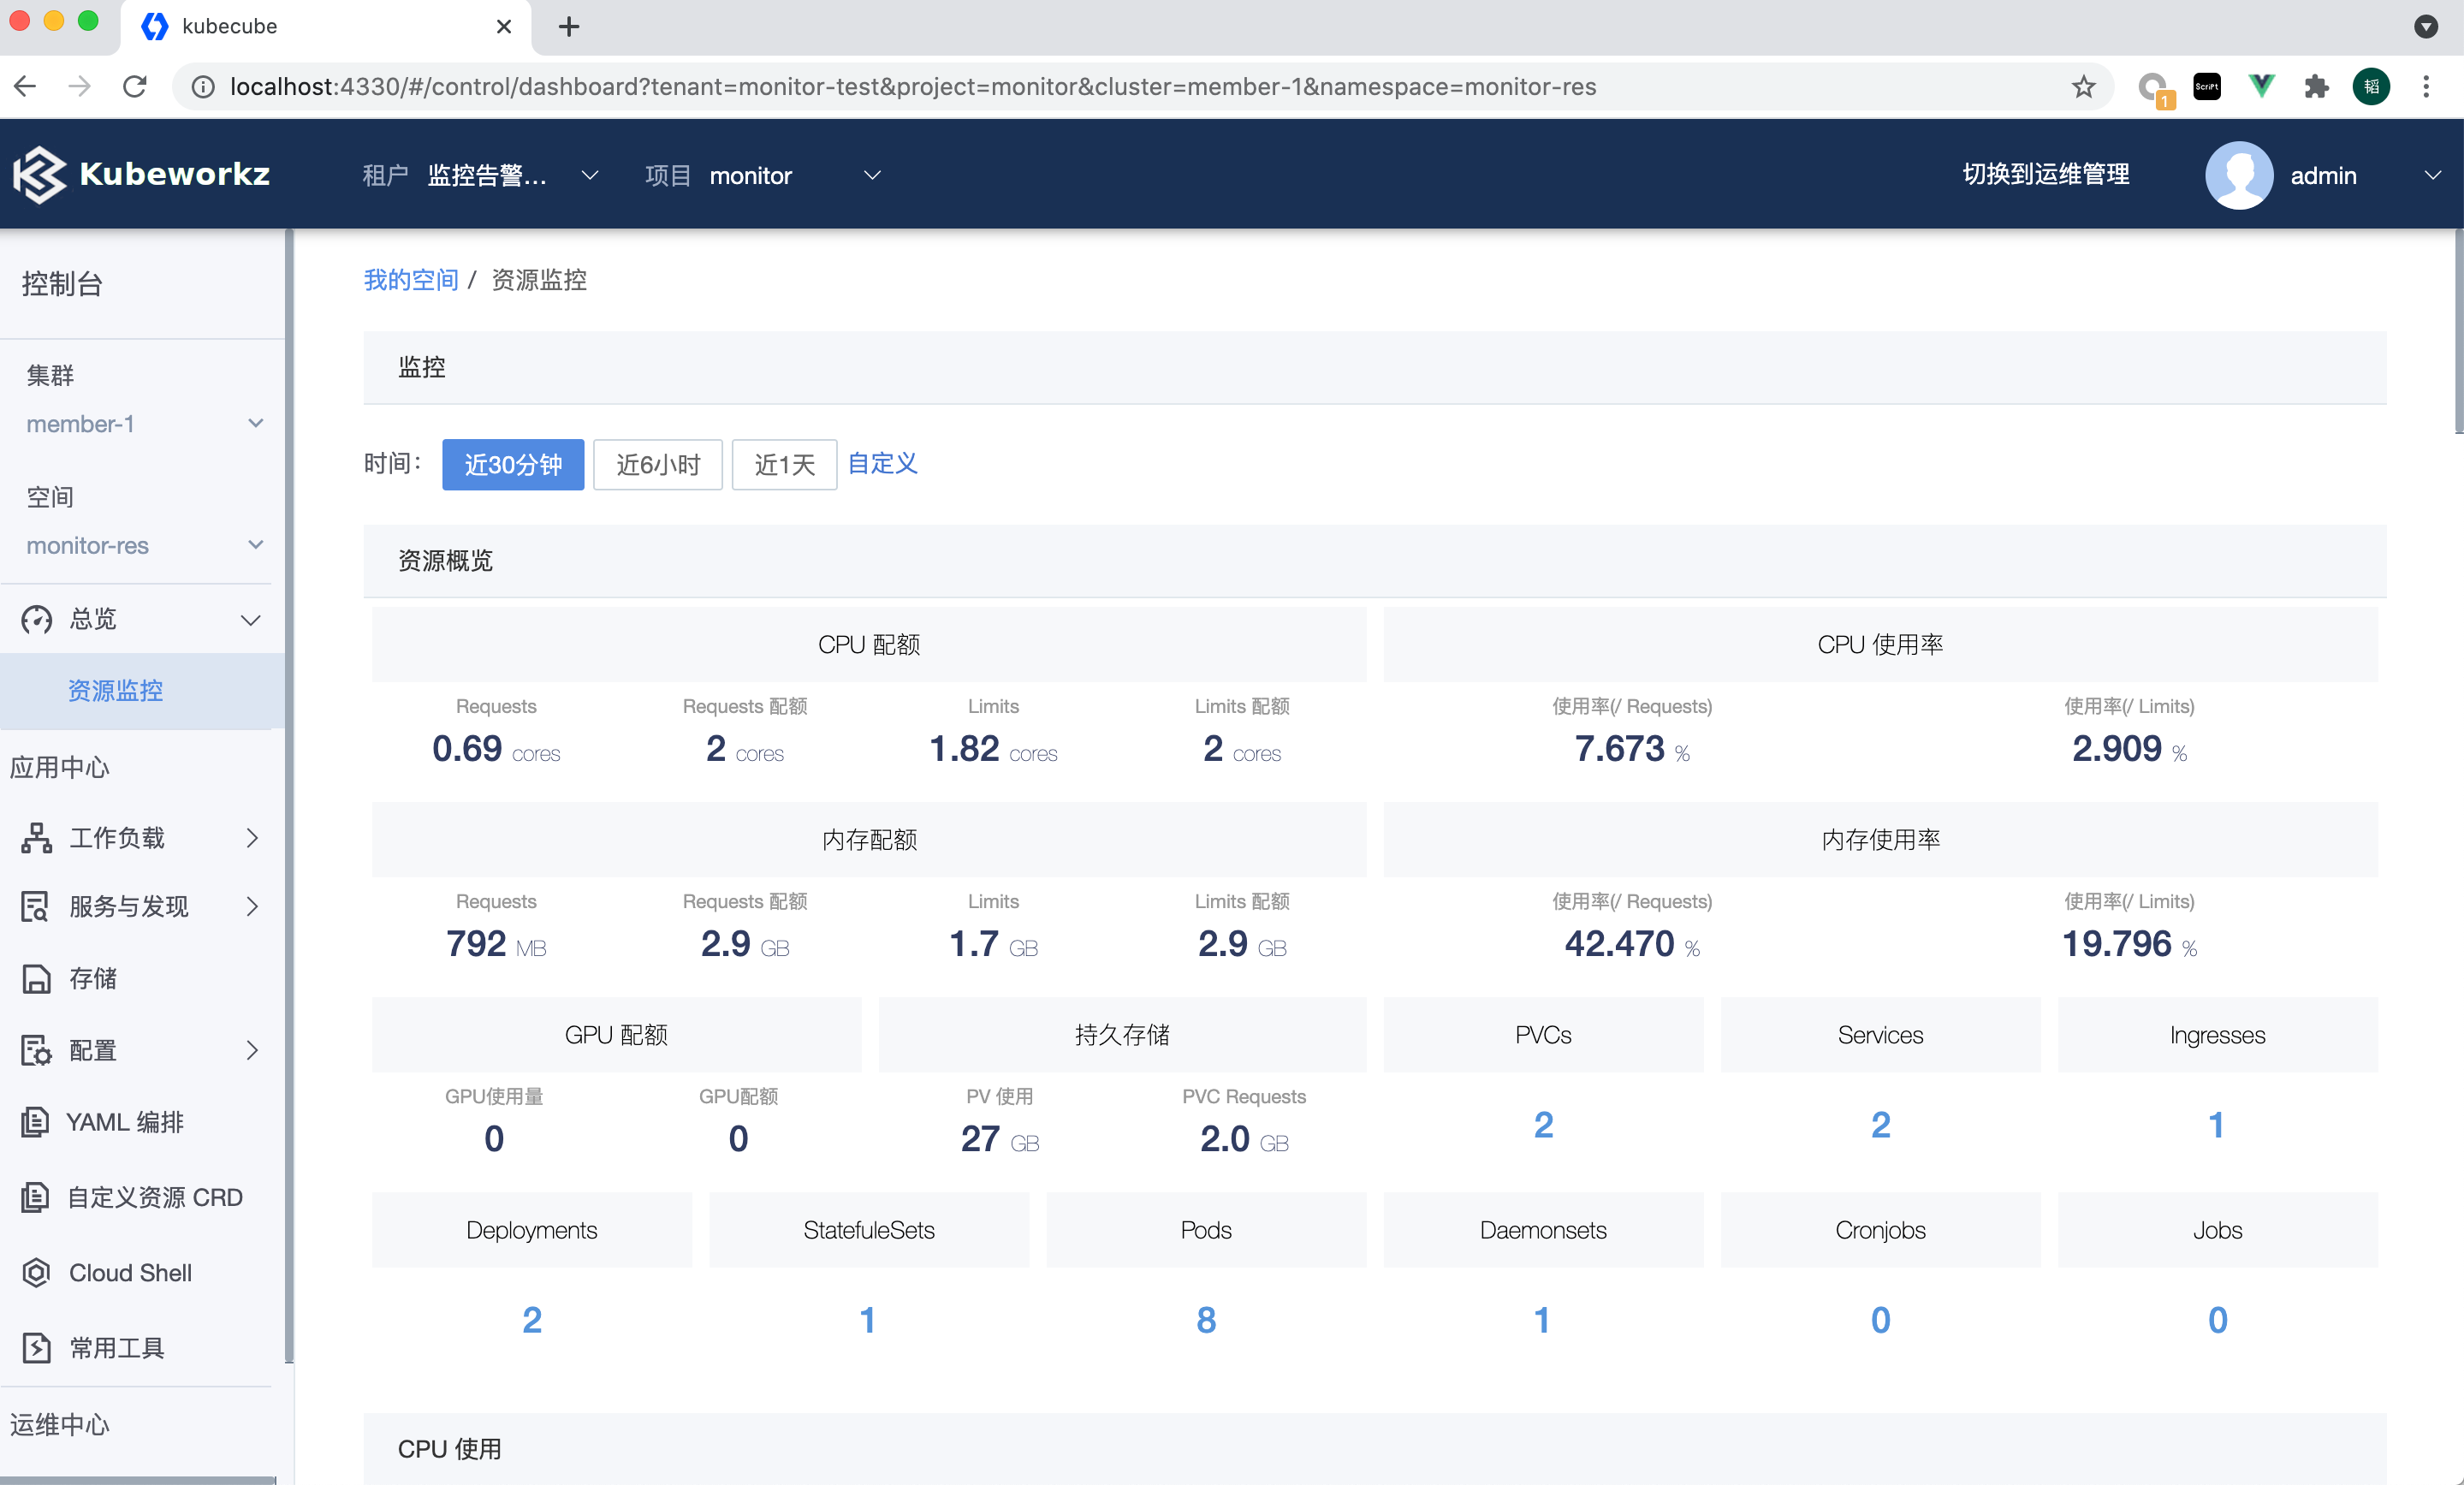 kubecube
localhost:4330/#/control/dashboard?tenant=monitor-test&project=monitor&cluster=member-1&namespace=monitor-res
1
Script
韬
Kubeworkz
租户 监控告警...
项目 monitor
切换到运维管理
admin
控制台
集群
member-1
空间
monitor-res
总览
资源监控
应用中心
工作负载
服务与发现
存储
配置
YAML 编排
自定义资源 CRD
Cloud Shell
常用工具
运维中心
我的空间 / 资源监控
监控
时间： 近30分钟 近6小时 近1天 自定义
资源概览
CPU 配额
Requests Requests 配额 Limits Limits 配额
0.69 cores 2 cores 1.82 cores 2 cores
CPU 使用率
使用率(/ Requests) 使用率(/ Limits)
7.673 % 2.909 %
内存配额
Requests Requests 配额 Limits Limits 配额
792 MB 2.9 GB 1.7 GB 2.9 GB
内存使用率
使用率(/ Requests) 使用率(/ Limits)
42.470 % 19.796 %
GPU 配额
GPU使用量 GPU配额
0 0
持久存储
PV 使用 PVC Requests
27 GB 2.0 GB
PVCs
2
Services
2
Ingresses
1
Deployments
2
StatefuleSets
1
Pods
8
Daemonsets
1
Cronjobs
0
Jobs
0
CPU 使用